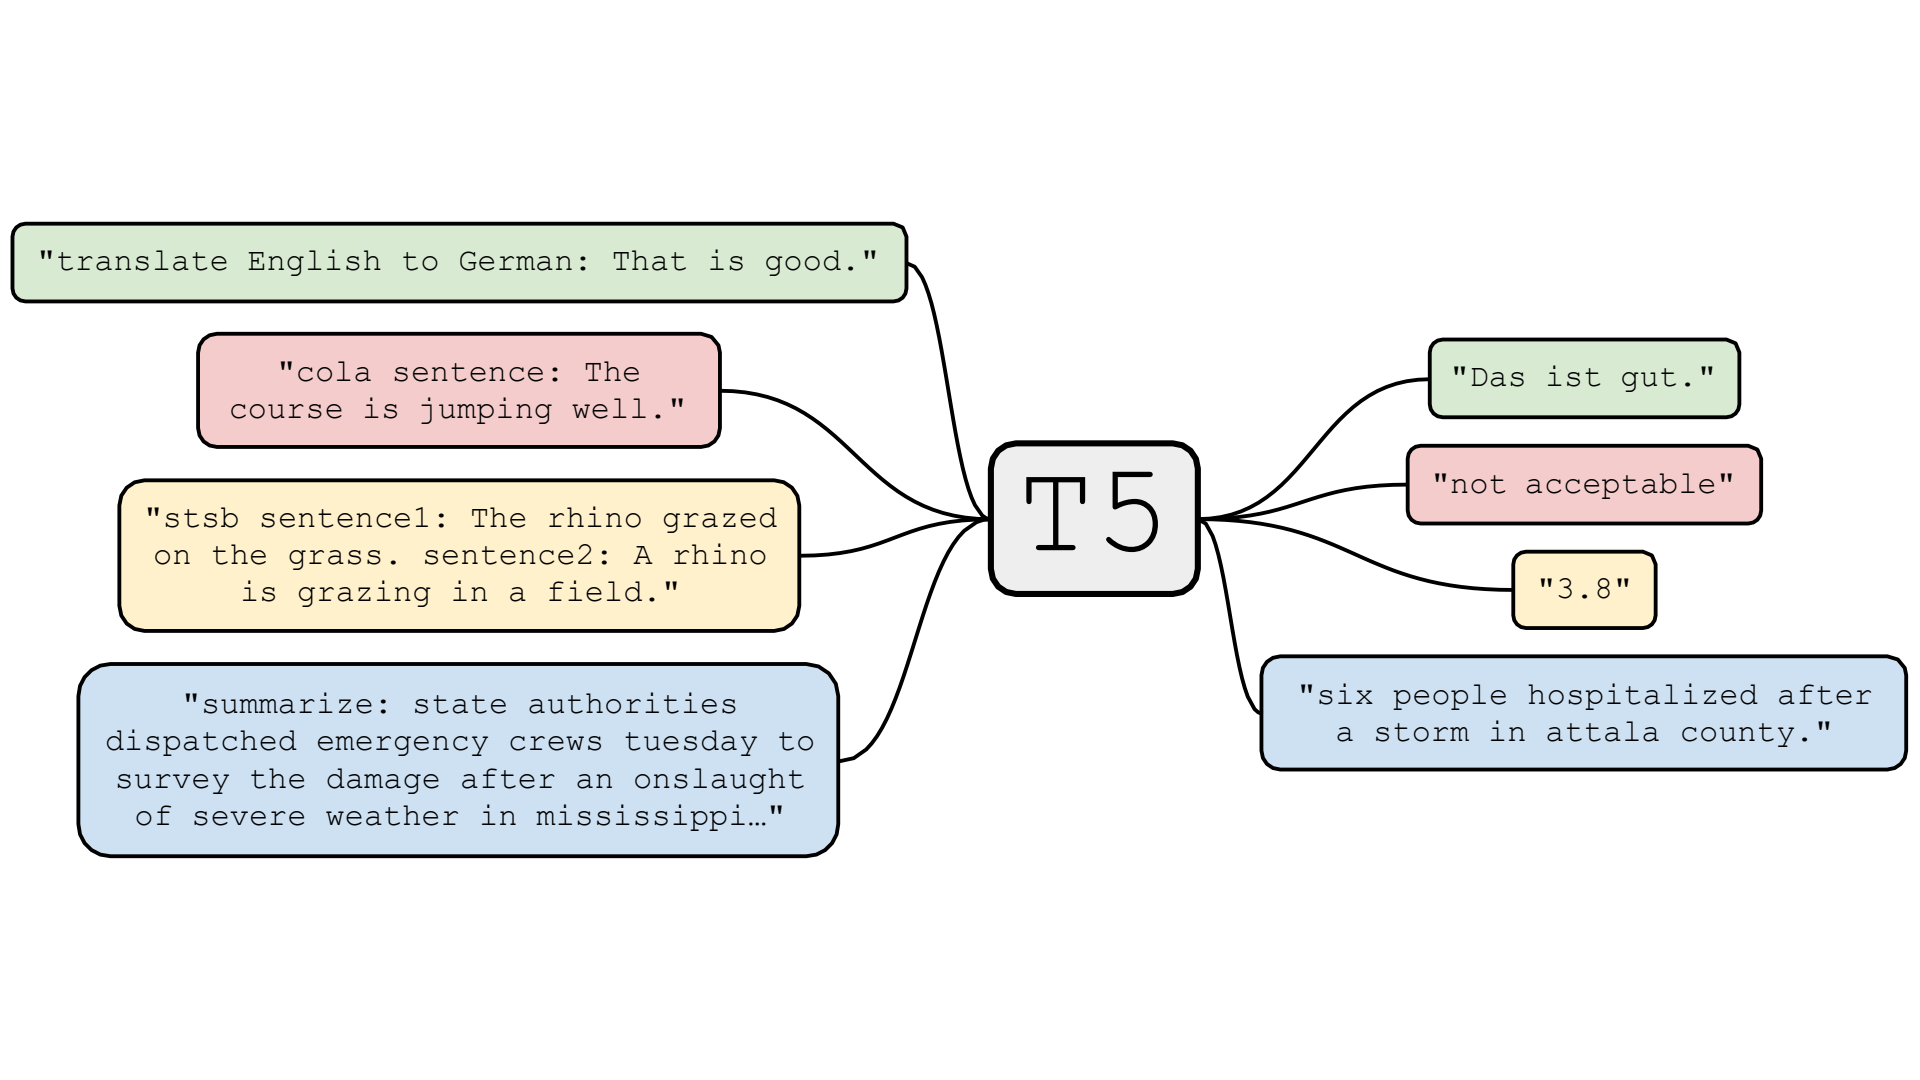 "translate English to German: That is good."
"cola sentence: The
course is jumping well."
"stsb sentence1: The rhino grazed
on the grass. sentence2: A rhino
is grazing in a field."
"summarize: state authorities
dispatched emergency crews tuesday to
survey the damage after an onslaught
of severe weather in mississippi…"
T5
"Das ist gut."
"not acceptable"
"3.8"
"six people hospitalized after
a storm in attala county."